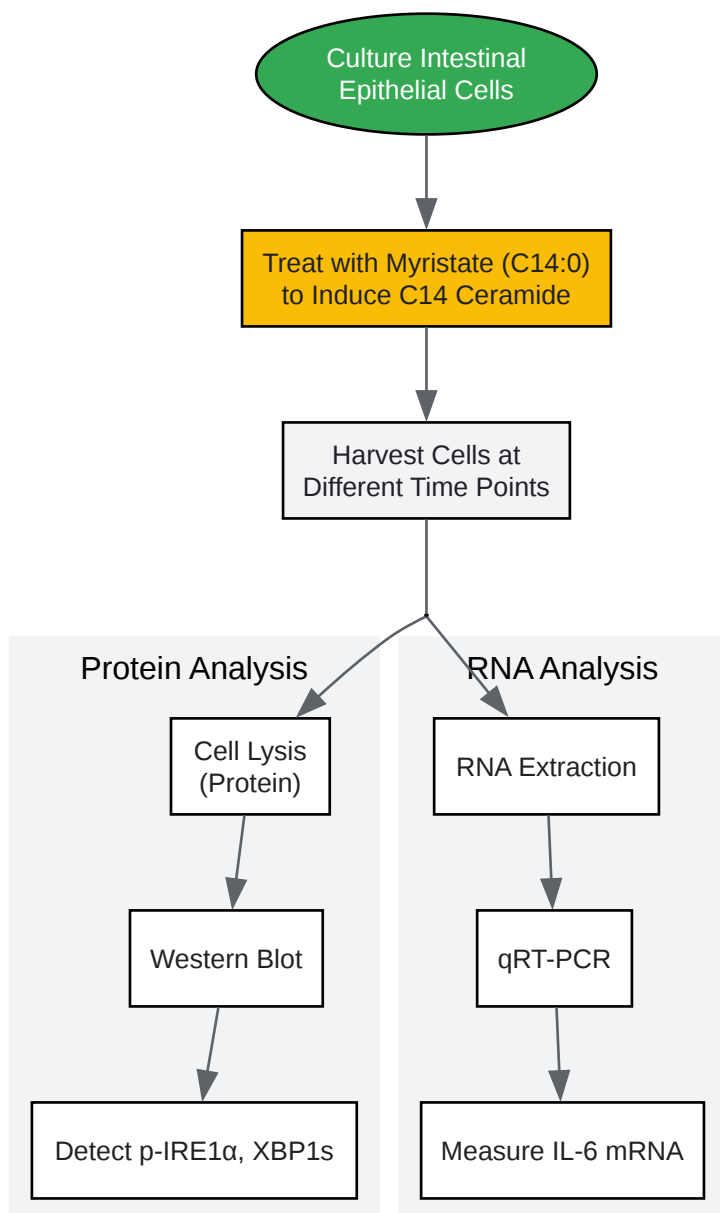 Culture Intestinal
Epithelial Cells
Treat with Myristate (C14:0)
to Induce C14 Ceramide
Harvest Cells at
Different Time Points
Protein Analysis
Cell Lysis
(Protein)
Western Blot
Detect p-IRE1α, XBP1s
RNA Analysis
RNA Extraction
qRT-PCR
Measure IL-6 mRNA